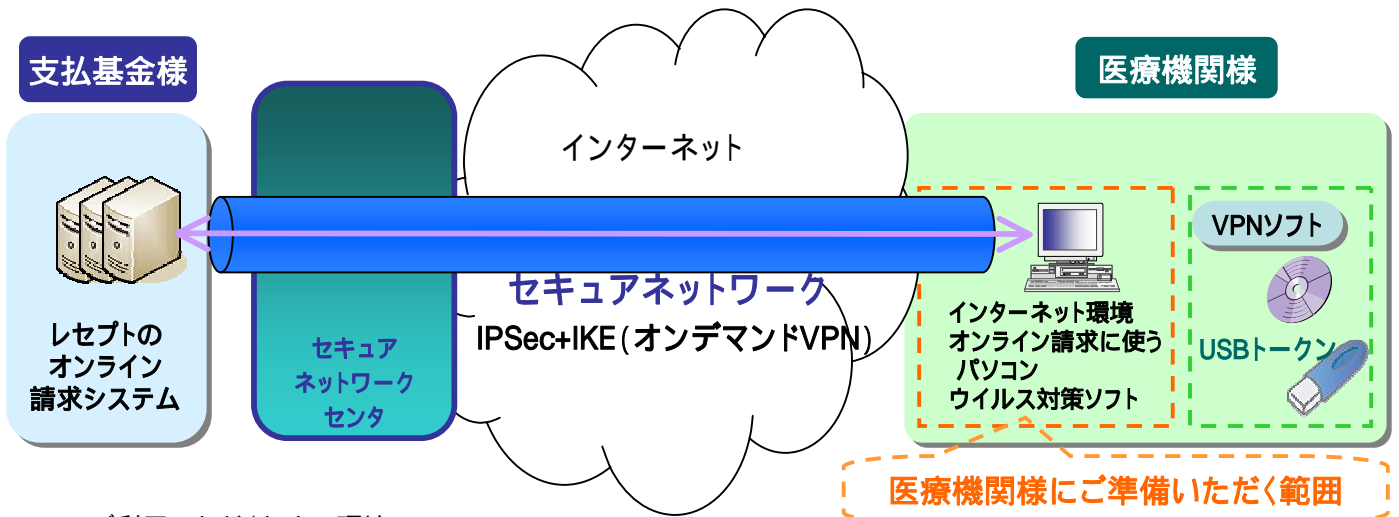 支払基金様
医療機関様
インターネット
レセプトの
オンライン
請求システム
セキュア
ネットワーク
センタ
セキュアネットワーク
IPSec+IKE(オンデマンドVPN)
インターネット環境
オンライン請求に使う
パソコン
ウイルス対策ソフト
VPNソフト
USBトークン
医療機関様にご準備いただく範囲